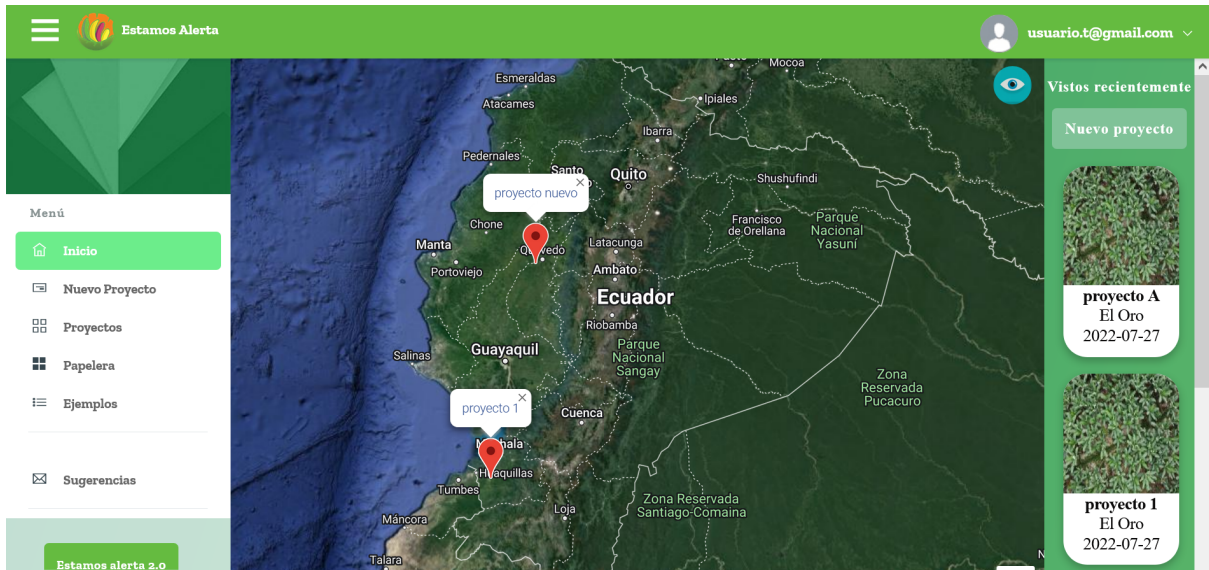 Estamos Alerta
usuario.t@gmail.com
Menú
Inicio
Nuevo Proyecto
Proyectos
Papelera
Ejemplos
Sugerencias
Estamos alerta 2.0
Mocoa
Esmeraldas
Atacames
Ipiales
Ibarra
Pedernales
Santo
Quito
Shushufindi
proyecto nuevo
×
Chone
Francisco
de Orellana
Parque
Nacional
Yasuní
Manta
Latacunga
Portoviejo
Ambato
Ecuador
Riobamba
Parque
Nacional
Sangay
Guayaquil
Salinas
Zona
Reservada
Pucacuro
proyecto 1
×
Cuenca
Tumbes
Loja
Zona Reservada
Santiago-Comaina
Máncora
Talara
Vistos recientemente
Nuevo proyecto
proyecto A
El Oro
2022-07-27
proyecto 1
El Oro
2022-07-27